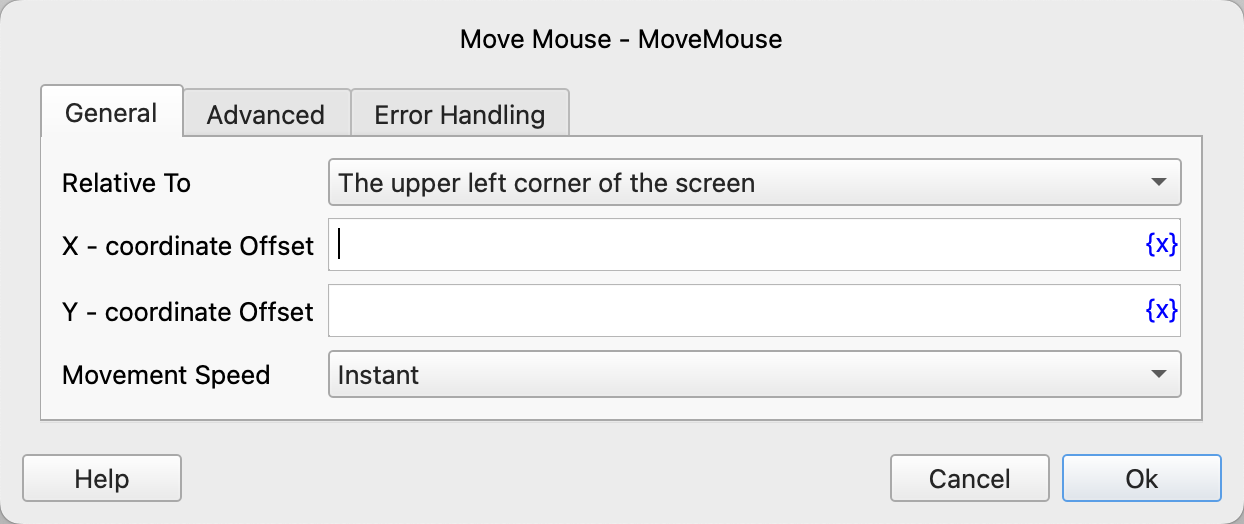 Move Mouse - MoveMouse
General Advanced Error Handling
Relative To The upper left corner of the screen
X - coordinate Offset {x}
Y - coordinate Offset {x}
Movement Speed Instant
Help Cancel Ok